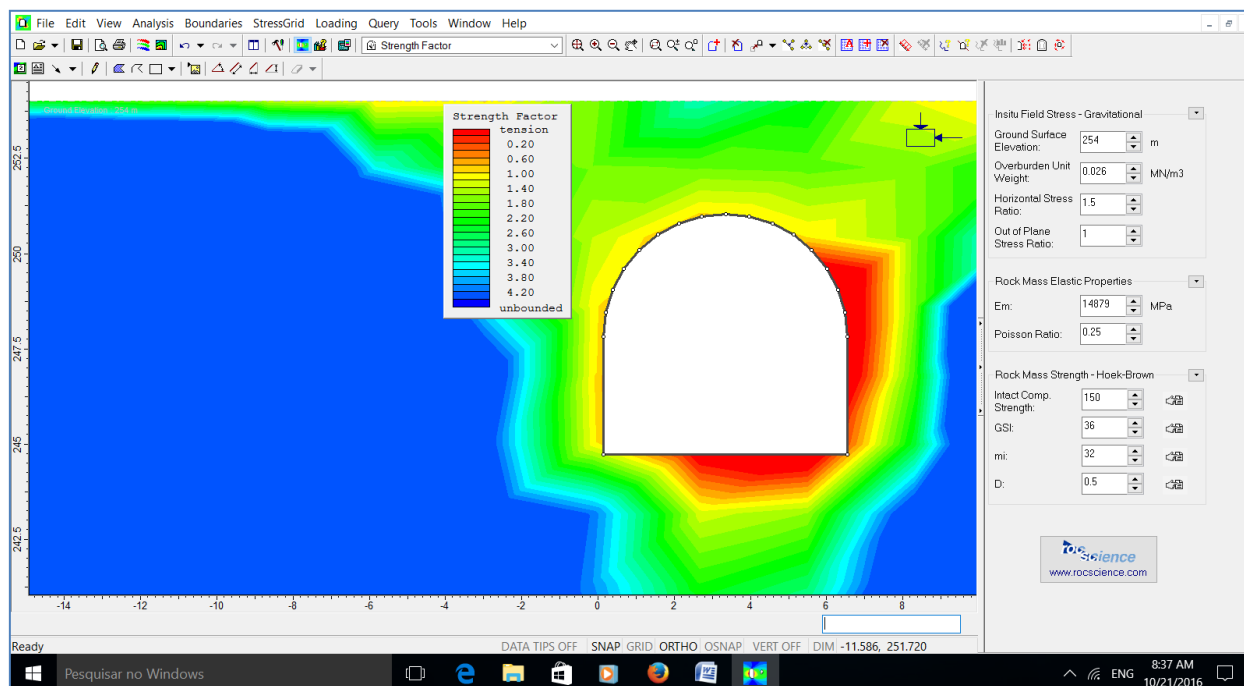 File Edit View Analysis Boundaries StressGrid Loading Query Tools Window Help
Strength Factor
Ground Elevation - 254 m
Strength Factor
tension
0.20
0.60
1.00
1.40
1.80
2.20
2.60
3.00
3.40
3.80
4.20
unbounded
252.5
250
247.5
245
242.5
-14 -12 -10 -8 -6 -4 -2 0 2 4 6 8
Insitu Field Stress - Gravitational
Ground Surface
Elevation:
254 m
Overburden Unit
Weight:
0.026 MN/m3
Horizontal Stress
Ratio:
1.5
Out of Plane
Stress Ratio:
1
Rock Mass Elastic Properties
Em: 14879 MPa
Poisson Ratio: 0.25
Rock Mass Strength - Hoek-Brown
Intact Comp.
Strength:
150
GSI: 36
mi: 32
D: 0.5
rocscience
www.rocscience.com
Ready DATA TIPS OFF SNAP GRID ORTHO OSNAP VERT OFF DIM -11.586, 251.720
Pesquisar no Windows
ENG
8:37 AM
10/21/2016